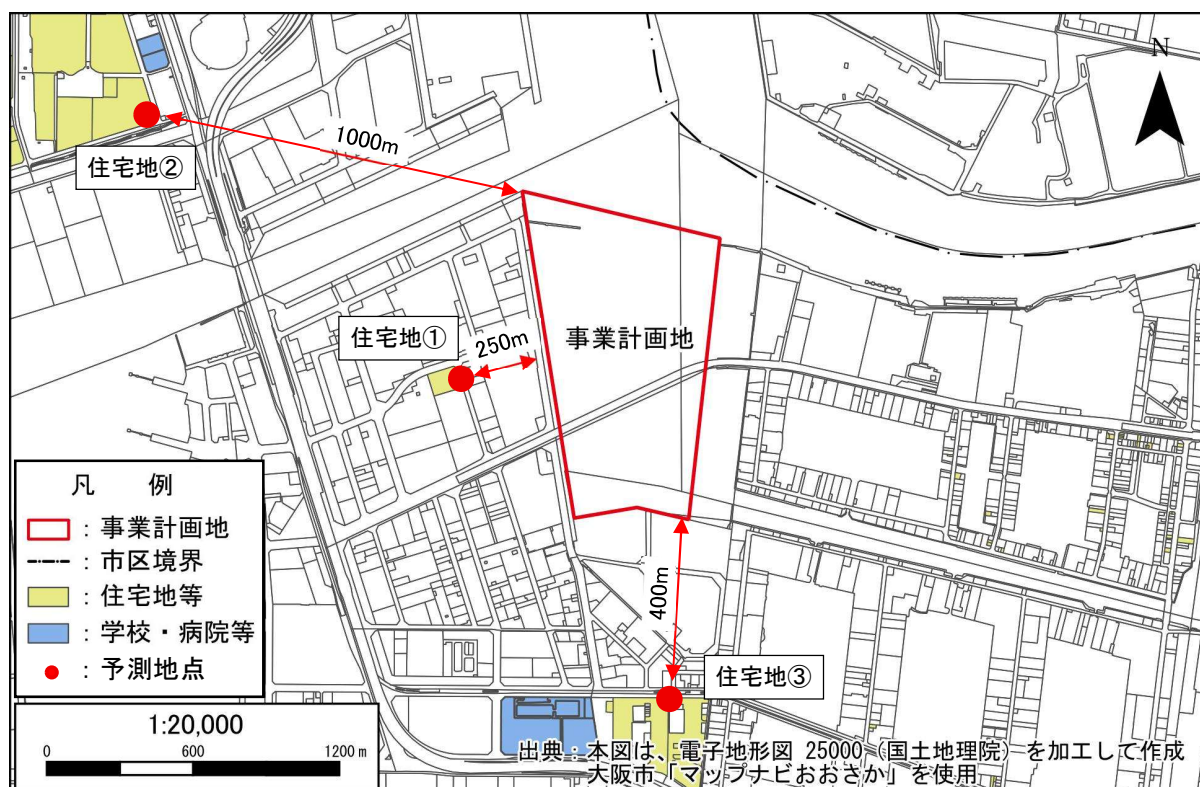 N
1000m
住宅地②
住宅地①
250m
事業計画地
400m
住宅地③
凡 例
：事業計画地
：市区境界
：住宅地等
：学校・病院等
：予測地点
1:20,000
0 600 1200 m
出典：本図は、電子地形図 25000（国土地理院）を加工して作成
大阪市「マップナビおおさか」を使用